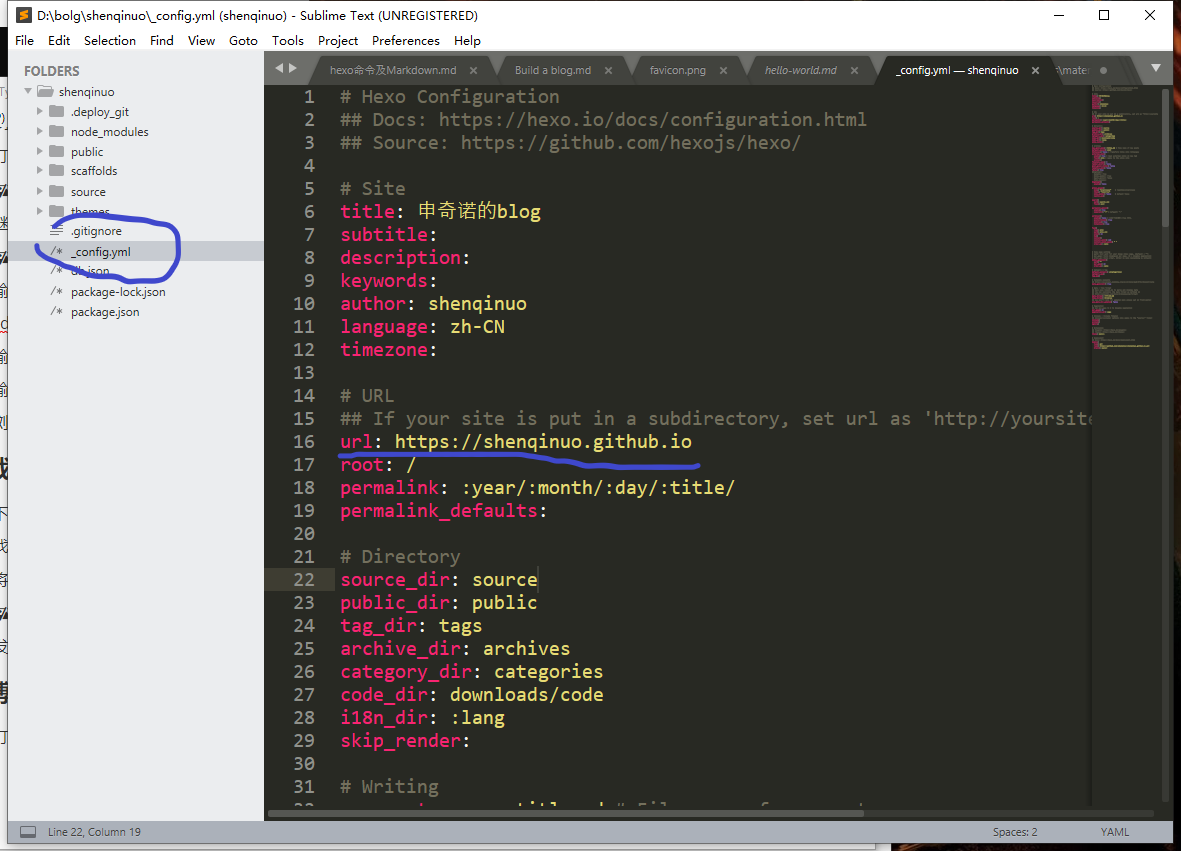 D:\bolg\shenqinuo\_config.yml (shenqinuo) - Sublime Text (UNREGISTERED)
File Edit Selection Find View Goto Tools Project Preferences Help
FOLDERS
shenqinuo
.deploy_git
node_modules
public
scaffolds
source
themes
.gitignore
/* _config.yml
/* db.json
/* package-lock.json
/* package.json
hexo命令及Markdown.md × Build a blog.md × favicon.png × hello-world.md × _config.yml — shenqinuo ×
1 # Hexo Configuration
2 ## Docs: https://hexo.io/docs/configuration.html
3 ## Source: https://github.com/hexojs/hexo/
4
5 # Site
6 title: 申奇诺的blog
7 subtitle:
8 description:
9 keywords:
10 author: shenqinuo
11 language: zh-CN
12 timezone:
13
14 # URL
15 ## If your site is put in a subdirectory, set url as 'http://yoursite
16 url: https://shenqinuo.github.io
17 root: /
18 permalink: :year/:month/:day/:title/
19 permalink_defaults:
20
21 # Directory
22 source_dir: source
23 public_dir: public
24 tag_dir: tags
25 archive_dir: archives
26 category_dir: categories
27 code_dir: downloads/code
28 i18n_dir: :lang
29 skip_render:
30
31 # Writing
Line 22, Column 19
Spaces: 2
YAML